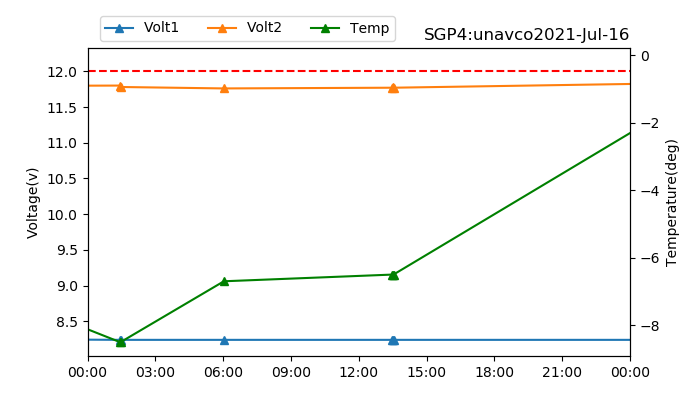 Volt1 Volt2 Temp
SGP4:unavco2021-Jul-16
12.0
11.5
11.0
10.5
10.0
9.5
9.0
8.5
Voltage(v)
0
−2
−4
−6
−8
Temperature(deg)
00:00 03:00 06:00 09:00 12:00 15:00 18:00 21:00 00:00